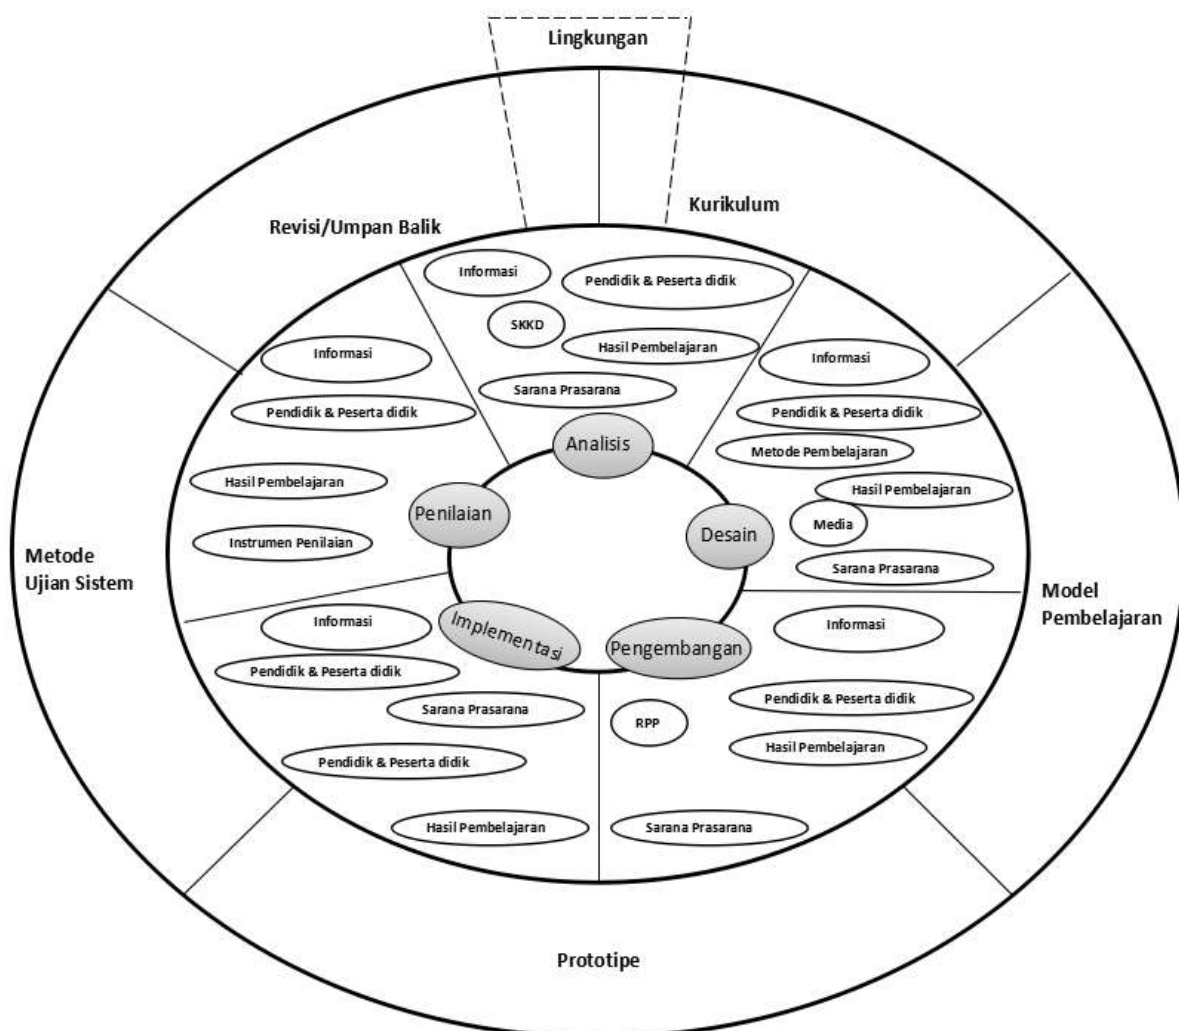 Lingkungan
Kurikulum
Revisi/Umpan Balik
Informasi
Pendidik & Peserta didik
SKKD
Hasil Pembelajaran
Sarana Prasarana
Analisis
Informasi
Pendidik & Peserta didik
Metode Pembelajaran
Hasil Pembelajaran
Media
Desain
Sarana Prasarana
Model
Pembelajaran
Informasi
Pengembangan
Pendidik & Peserta didik
RPP
Hasil Pembelajaran
Sarana Prasarana
Prototipe
Informasi
Implementasi
Pendidik & Peserta didik
Sarana Prasarana
Pendidik & Peserta didik
Hasil Pembelajaran
Metode
Ujian Sistem
Informasi
Pendidik & Peserta didik
Hasil Pembelajaran
Penilaian
Instrumen Penilaian